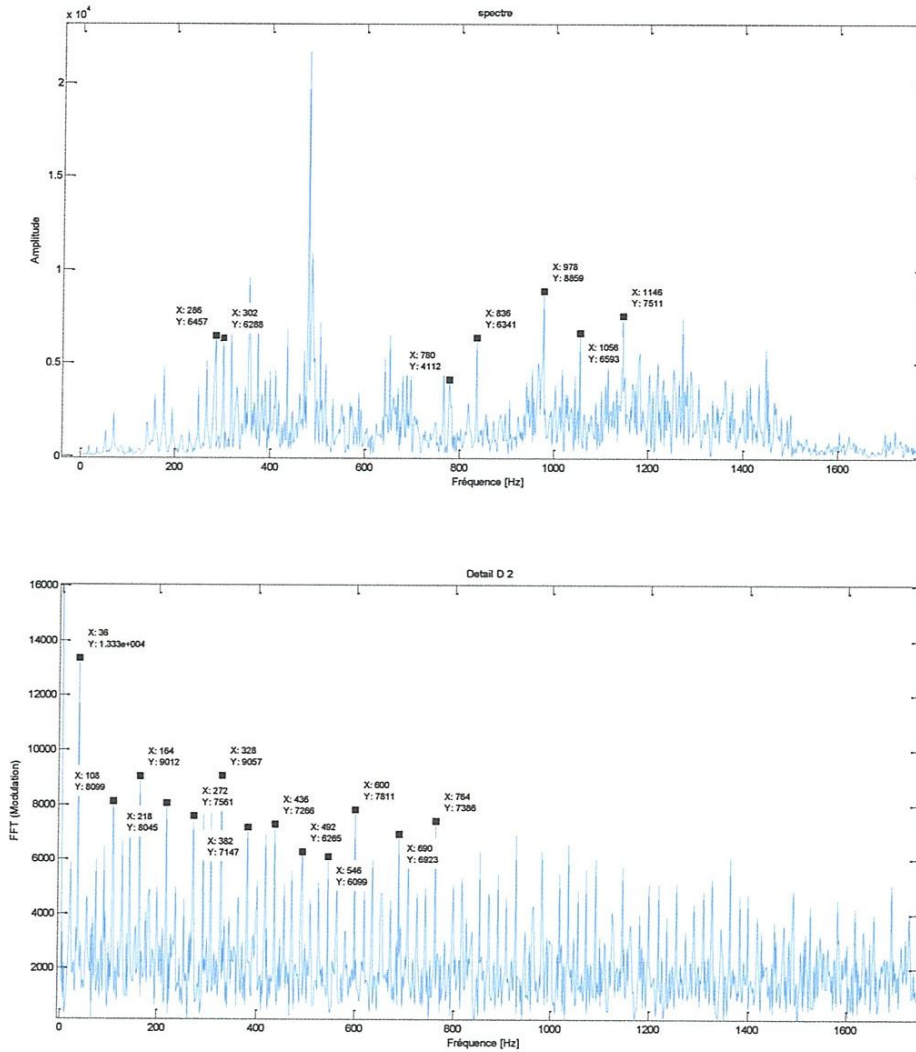 spectre
x 10⁴
2
1.5
1
0.5
0
Amplitude
X: 286
Y: 6457
X: 302
Y: 6288
X: 780
Y: 4112
X: 836
Y: 6341
X: 978
Y: 8859
X: 1056
Y: 6593
X: 1146
Y: 7511
0 200 400 600 800 1000 1200 1400 1600
Fréquence [Hz]
Detail D 2
16000
14000
12000
10000
8000
6000
4000
2000
FFT (Modulation)
X: 36
Y: 1.333e+004
X: 108
Y: 8099
X: 164
Y: 9012
X: 218
Y: 8045
X: 272
Y: 7561
X: 328
Y: 9057
X: 382
Y: 7147
X: 436
Y: 7266
X: 492
Y: 6265
X: 546
Y: 6099
X: 600
Y: 7811
X: 690
Y: 6923
X: 764
Y: 7386
0 200 400 600 800 1000 1200 1400 1600
Fréquence [Hz]